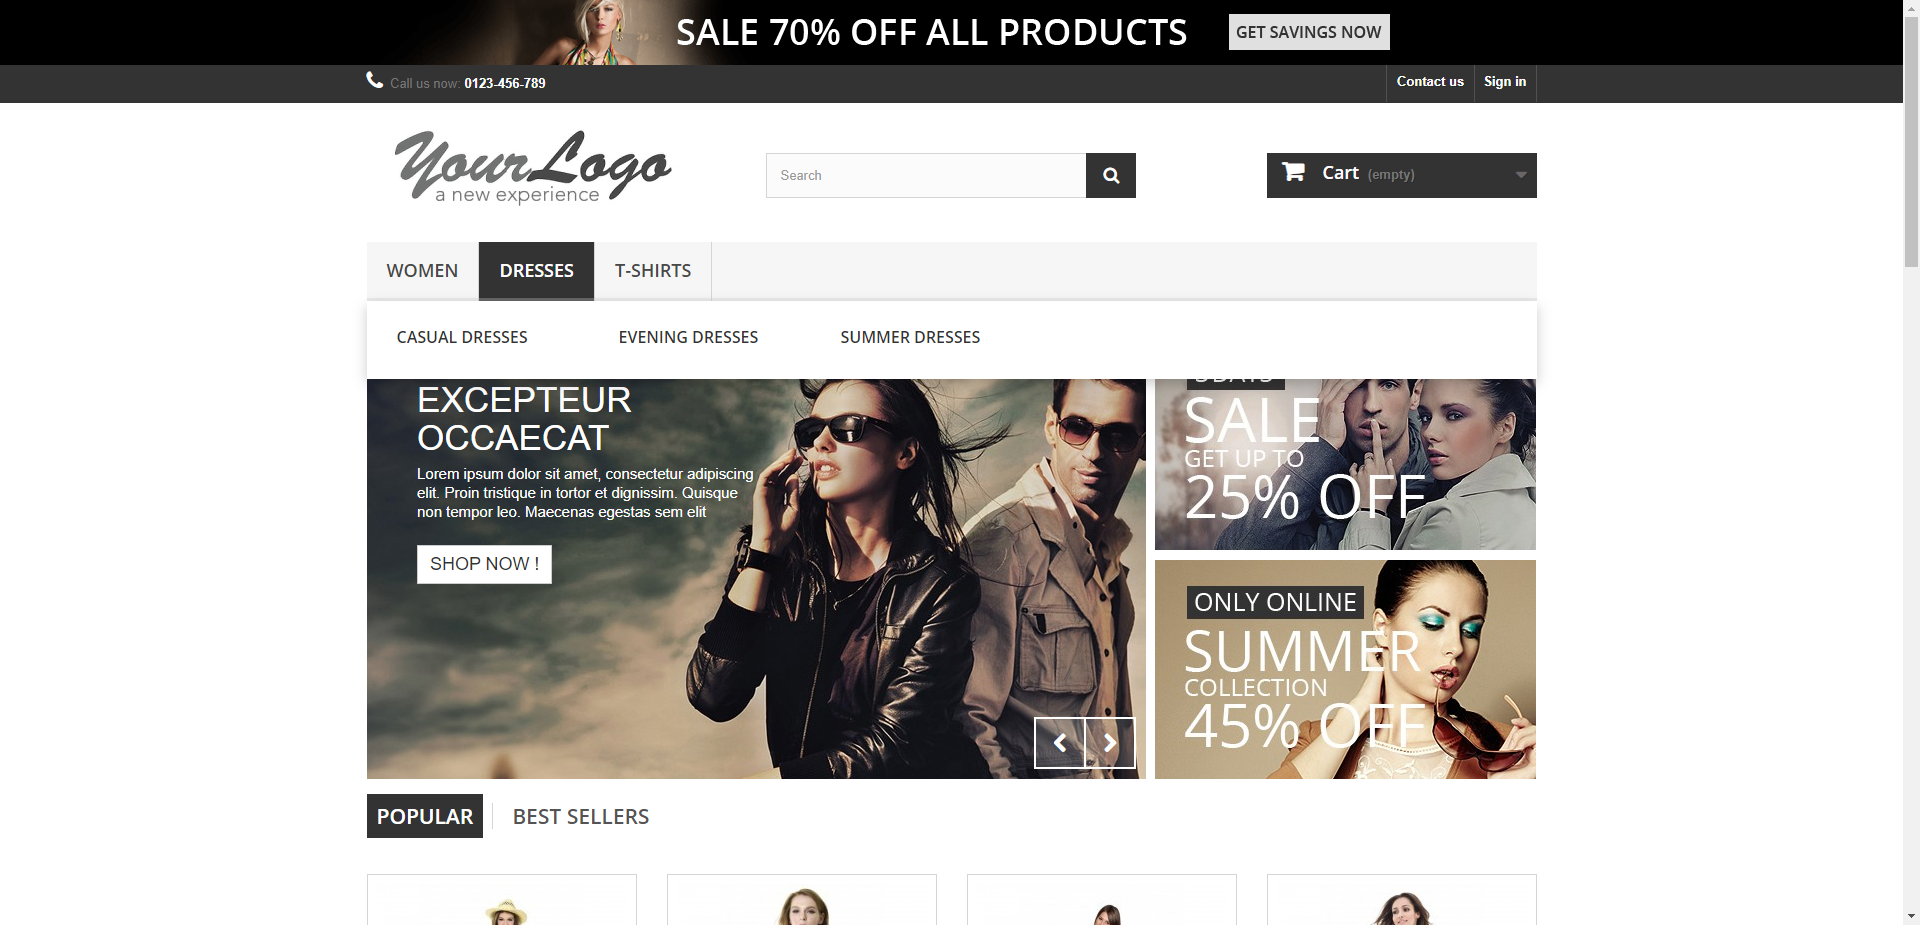 SALE 70% OFF ALL PRODUCTS
GET SAVINGS NOW
Call us now: 0123-456-789
Contact us
Sign in
YourLogo
a new experience
Search
Cart (empty)
WOMEN
DRESSES
T-SHIRTS
CASUAL DRESSES
EVENING DRESSES
SUMMER DRESSES
EXCEPTEUR
OCCAECAT
Lorem ipsum dolor sit amet, consectetur adipiscing
elit. Proin tristique in tortor et dignissim. Quisque
non tempor leo. Maecenas egestas sem elit
SHOP NOW !
SALE
GET UP TO
25% OFF
ONLY ONLINE
SUMMER
COLLECTION
45% OFF
POPULAR
BEST SELLERS